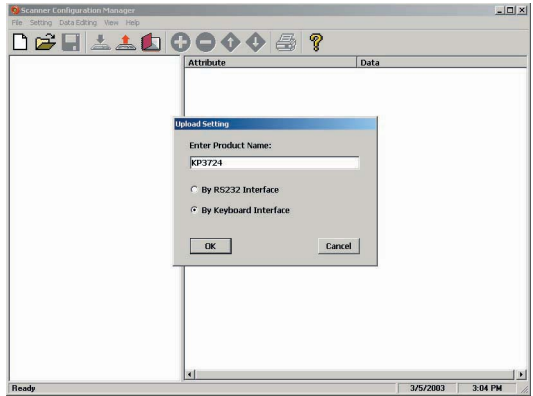 Scanner Configuration Manager
File Setting Data Editing View Help
Attribute Data
Upload Setting
Enter Product Name:
KP3724
By RS232 Interface
By Keyboard Interface
OK Cancel
Ready 3/5/2003 3:04 PM